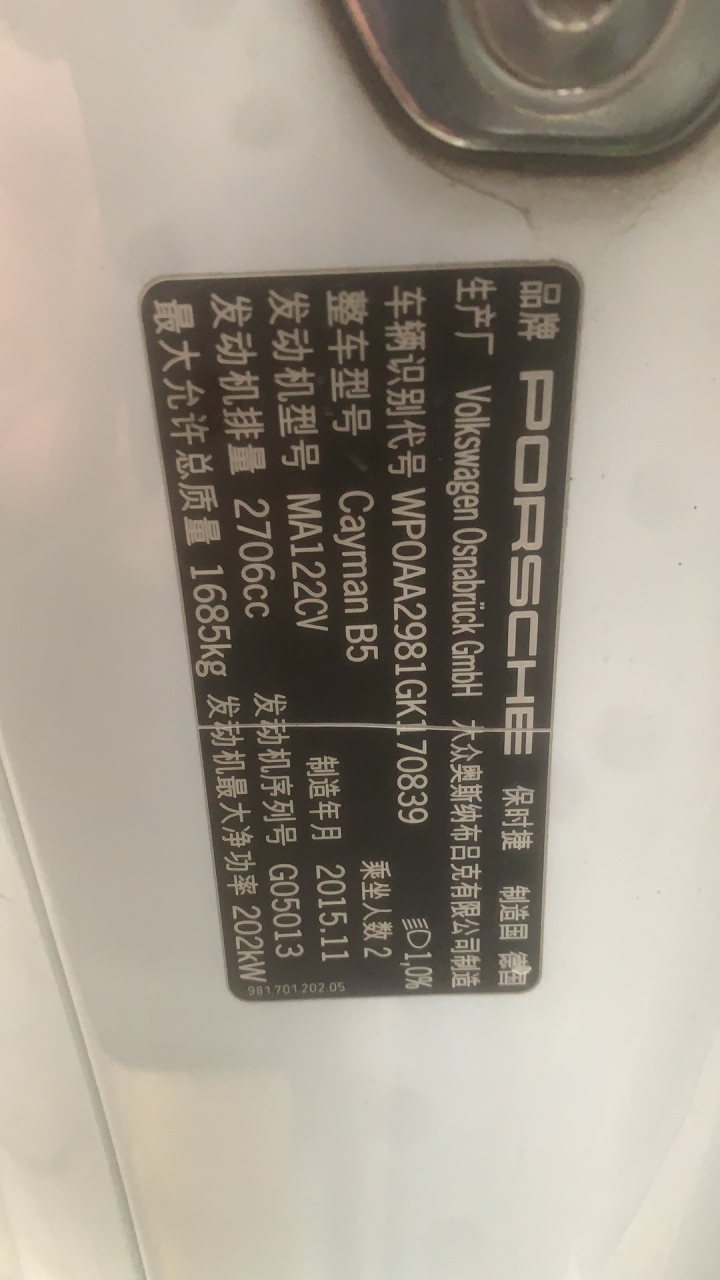 品牌 PORSCHE 保时捷 制造国 德国
生产厂 Volkswagen Osnabrück GmbH 大众奥斯纳布吕克有限公司制造
车辆识别代号 WP0AA2981GK170839 1,0%
整车型号 Cayman B5 乘坐人数 2
发动机型号 MA122CV 制造年月 2015.11
发动机排量 2706cc 发动机序列号 G05013
最大允许总质量 1685kg 发动机最大净功率 202kW
981.701.202.05